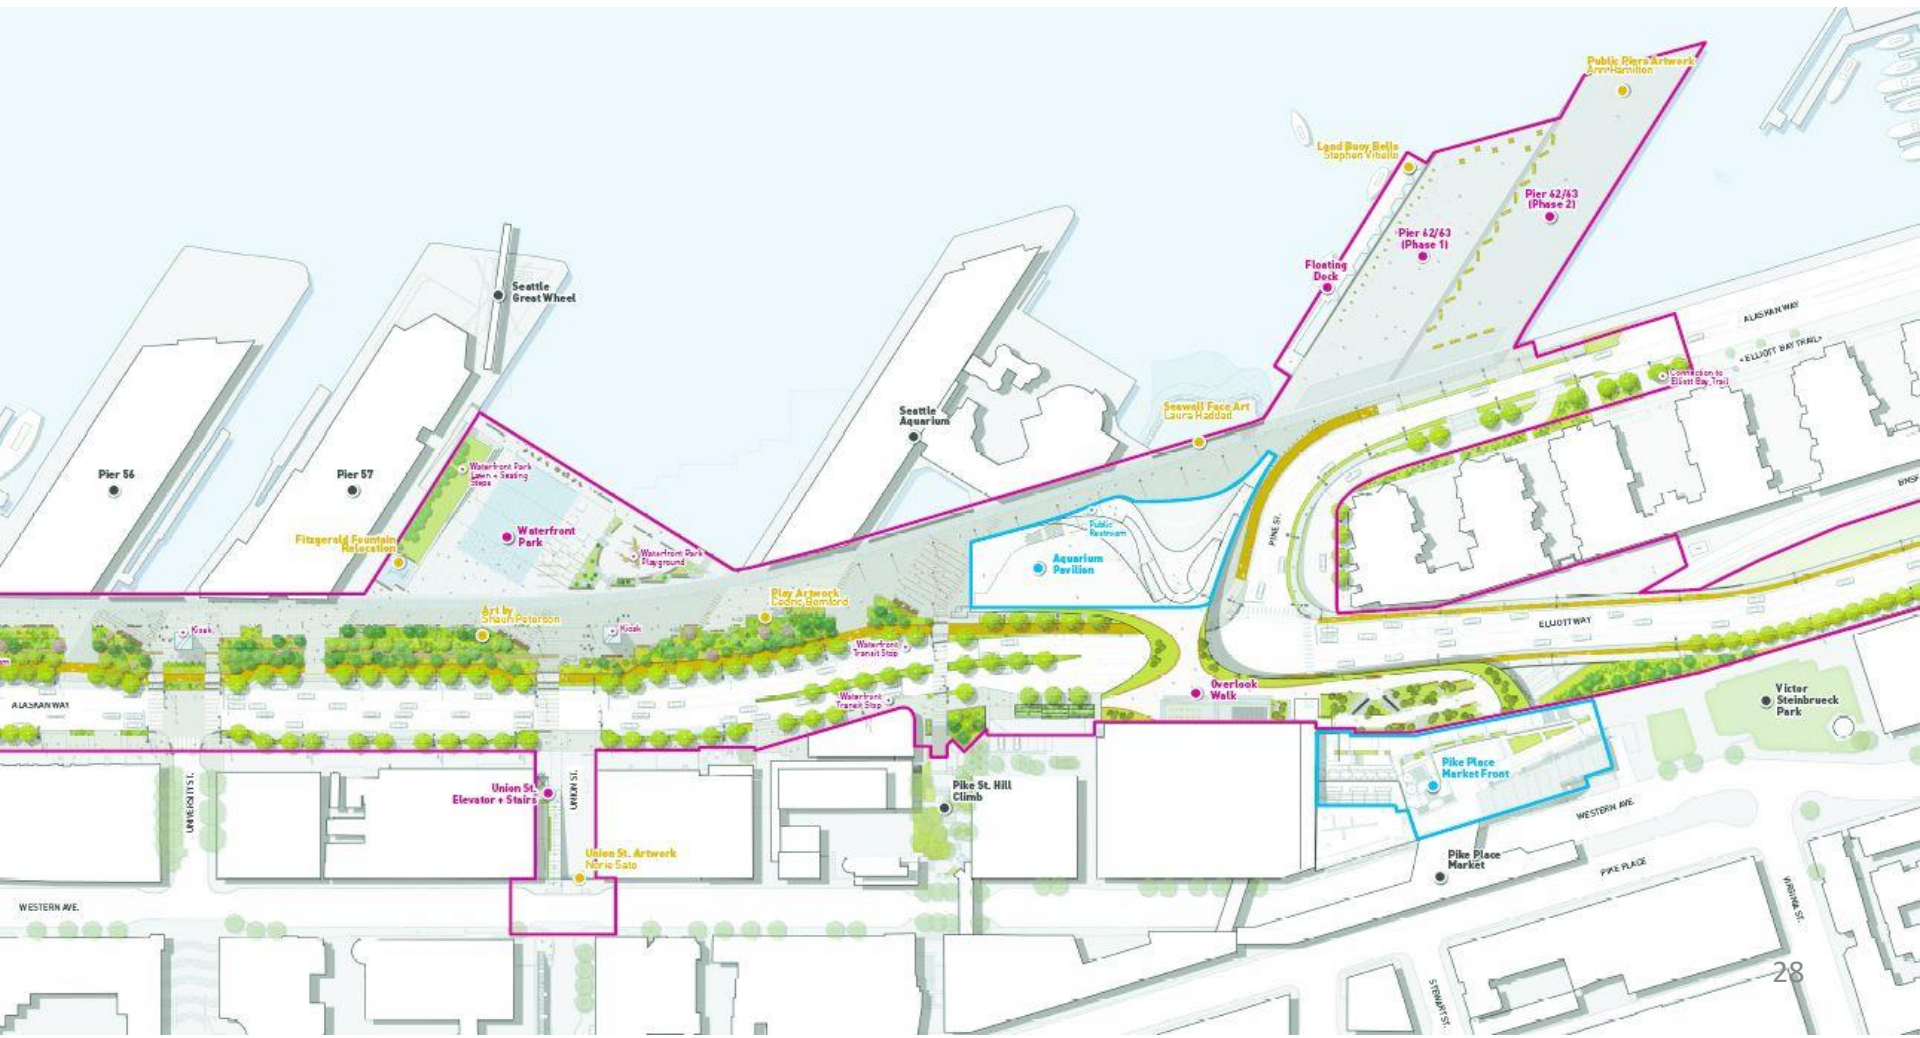 Public Piers Artwork
Ann Hamilton
Land Buoy Bells
Stephen Vitiello
Pier 62/63
(Phase 2)
Pier 62/63
(Phase 1)
Floating
Dock
Seattle
Great Wheel
ALASKAN WAY
<ELLIOTT BAY TRAIL>
Connection to
Elliott Bay Trail
Seattle
Aquarium
Seawall Face Art
Laura Haddad
Pier 56
Pier 57
Waterfront Park
Lawn + Seating
Steps
Fitzgerald Fountain
Relocation
Waterfront
Park
Waterfront Park
Playground
Public
Restroom
Aquarium
Pavilion
PINE ST.
Play Artwork
Cedric Bomford
Art by
Shaun Peterson
Kiosk
Kiosk
ELLIOTT WAY
Waterfront
Transit Stop
Waterfront
Transit Stop
Overlook
Walk
ALASKAN WAY
Victor
Steinbrueck
Park
Pike Place
Market Front
UNIVERSITY ST.
Union St.
Elevator + Stairs
UNION ST.
Pike St. Hill
Climb
WESTERN AVE.
Union St. Artwork
Norie Sato
Pike Place
Market
PIKE PLACE
VIRGINIA ST.
WESTERN AVE.
STEWART ST.
28